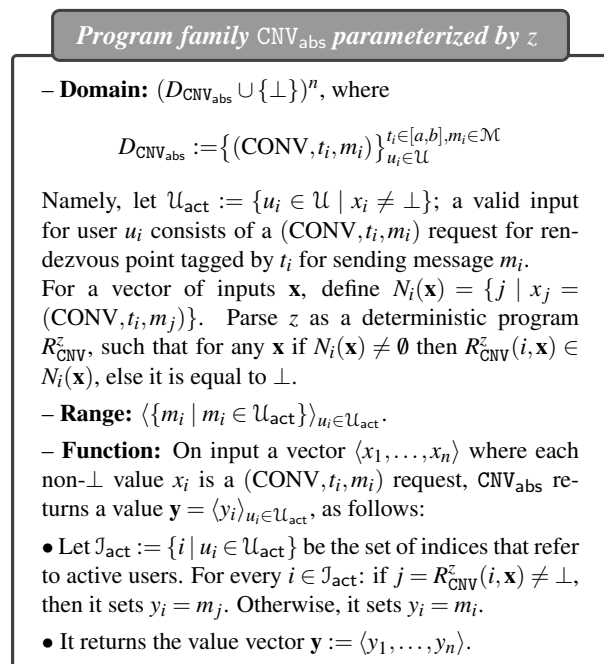 Program family CNV_abs parameterized by z
– Domain: (D_CNV_abs ∪ {⊥})^n, where
D_CNV_abs := {(CONV, t_i, m_i)}_{u_i∈𝒰}^{t_i∈[a,b], m_i∈ℳ}
Namely, let 𝒰_act := {u_i ∈ 𝒰 | x_i ≠ ⊥}; a valid input
for user u_i consists of a (CONV, t_i, m_i) request for ren-
dezvous point tagged by t_i for sending message m_i.
For a vector of inputs x, define N_i(x) = {j | x_j =
(CONV, t_i, m_j)}. Parse z as a deterministic program
R^z_CNV, such that for any x if N_i(x) ≠ ∅ then R^z_CNV(i, x) ∈
N_i(x), else it is equal to ⊥.
– Range: ⟨{m_i | m_i ∈ 𝒰_act}⟩_{u_i∈𝒰_act}.
– Function: On input a vector ⟨x_1, …, x_n⟩ where each
non-⊥ value x_i is a (CONV, t_i, m_i) request, CNV_abs re-
turns a value y = ⟨y_i⟩_{u_i∈𝒰_act}, as follows:
• Let ℐ_act := {i | u_i ∈ 𝒰_act} be the set of indices that refer
to active users. For every i ∈ ℐ_act: if j = R^z_CNV(i, x) ≠ ⊥,
then it sets y_i = m_j. Otherwise, it sets y_i = m_i.
• It returns the value vector y := ⟨y_1, …, y_n⟩.